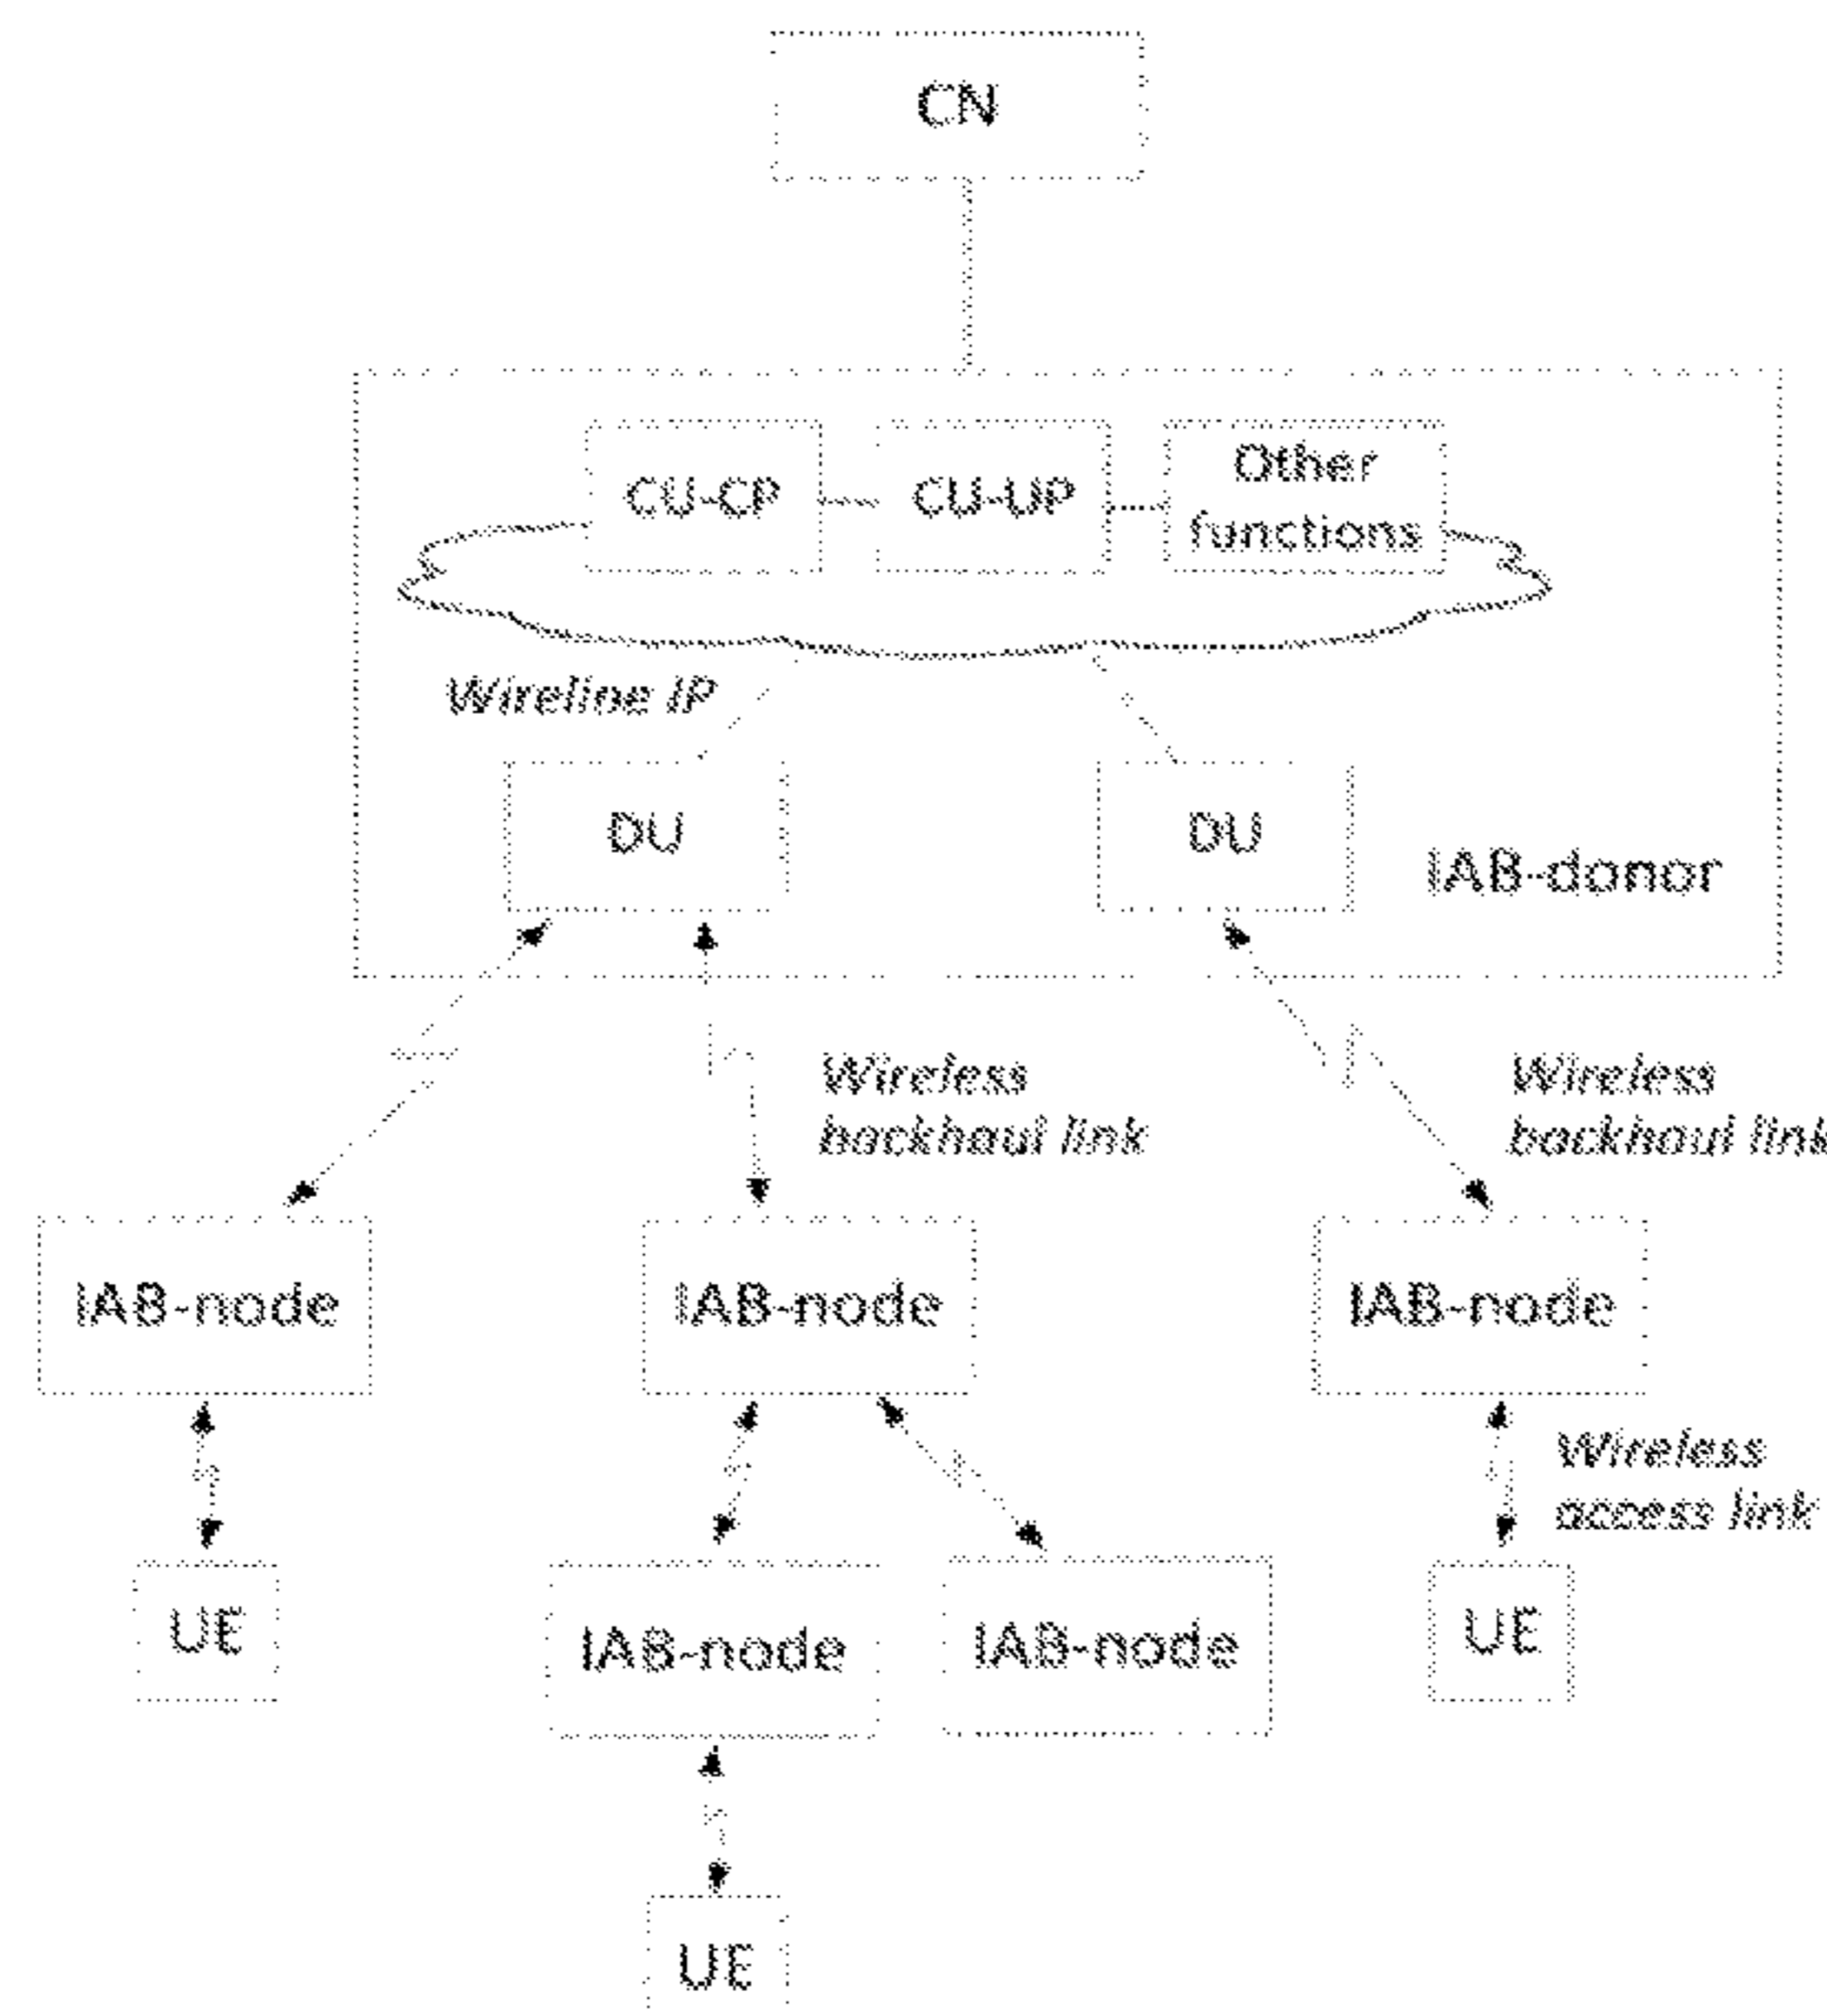 CN
CU-CP
CU-UP
Other
functions
Wireline IP
DU
DU
IAB-donor
Wireless
backhaul link
Wireless
backhaul link
IAB-node
IAB-node
IAB-node
Wireless
access link
UE
IAB-node
IAB-node
UE
UE